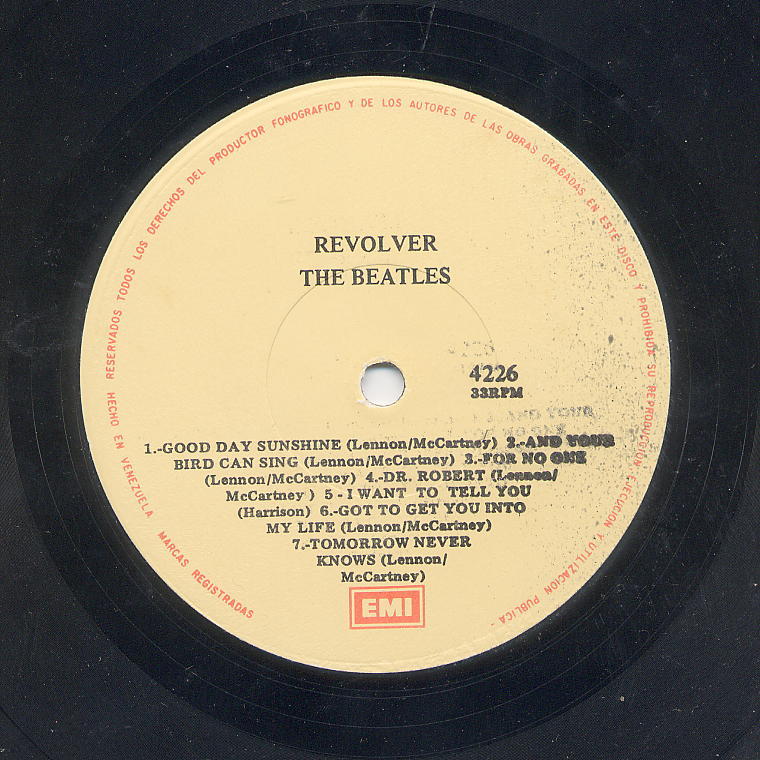 RESERVADOS TODOS LOS DERECHOS DEL PRODUCTOR FONOGRAFICO Y DE LOS AUTORES DE LAS OBRAS GRABADAS EN ESTE DISCO Y PROHIBIDA SU REPRODUCCION EJECUCION Y UTILIZACION PUBLICA -
REVOLVER
THE BEATLES
4226
33RPM
1.-GOOD DAY SUNSHINE (Lennon/McCartney) 2.-AND YOUR
BIRD CAN SING (Lennon/McCartney) 3.-FOR NO ONE
(Lennon/McCartney) 4.-DR. ROBERT (Lennon/
McCartney ) 5 - I WANT TO TELL YOU
(Harrison) 6.-GOT TO GET YOU INTO
MY LIFE (Lennon/McCartney)
7.-TOMORROW NEVER
KNOWS (Lennon/
McCartney)
EMI
HECHO EN VENEZUELA MARCAS REGISTRADAS